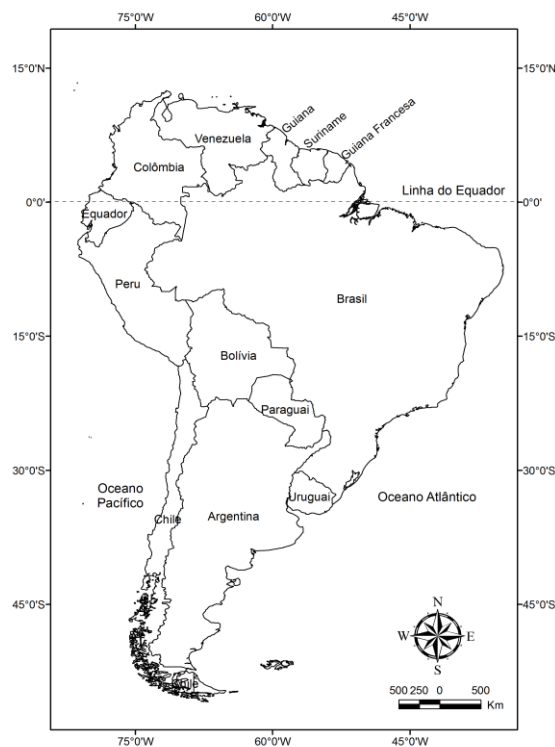 75°0'W 60°0'W 45°0'W
15°0'N 15°0'N
Guiana
Suriname
Guiana Francesa
Venezuela
Colômbia
Linha do Equador
0°0' 0°0'
Equador
Peru
Brasil
15°0'S 15°0'S
Bolívia
Paraguai
30°0'S 30°0'S
Oceano
Pacífico
Uruguai
Oceano Atlântico
Chile
Argentina
45°0'S 45°0'S
N
W E
S
Chile
500 250 0 500
Km
75°0'W 60°0'W 45°0'W